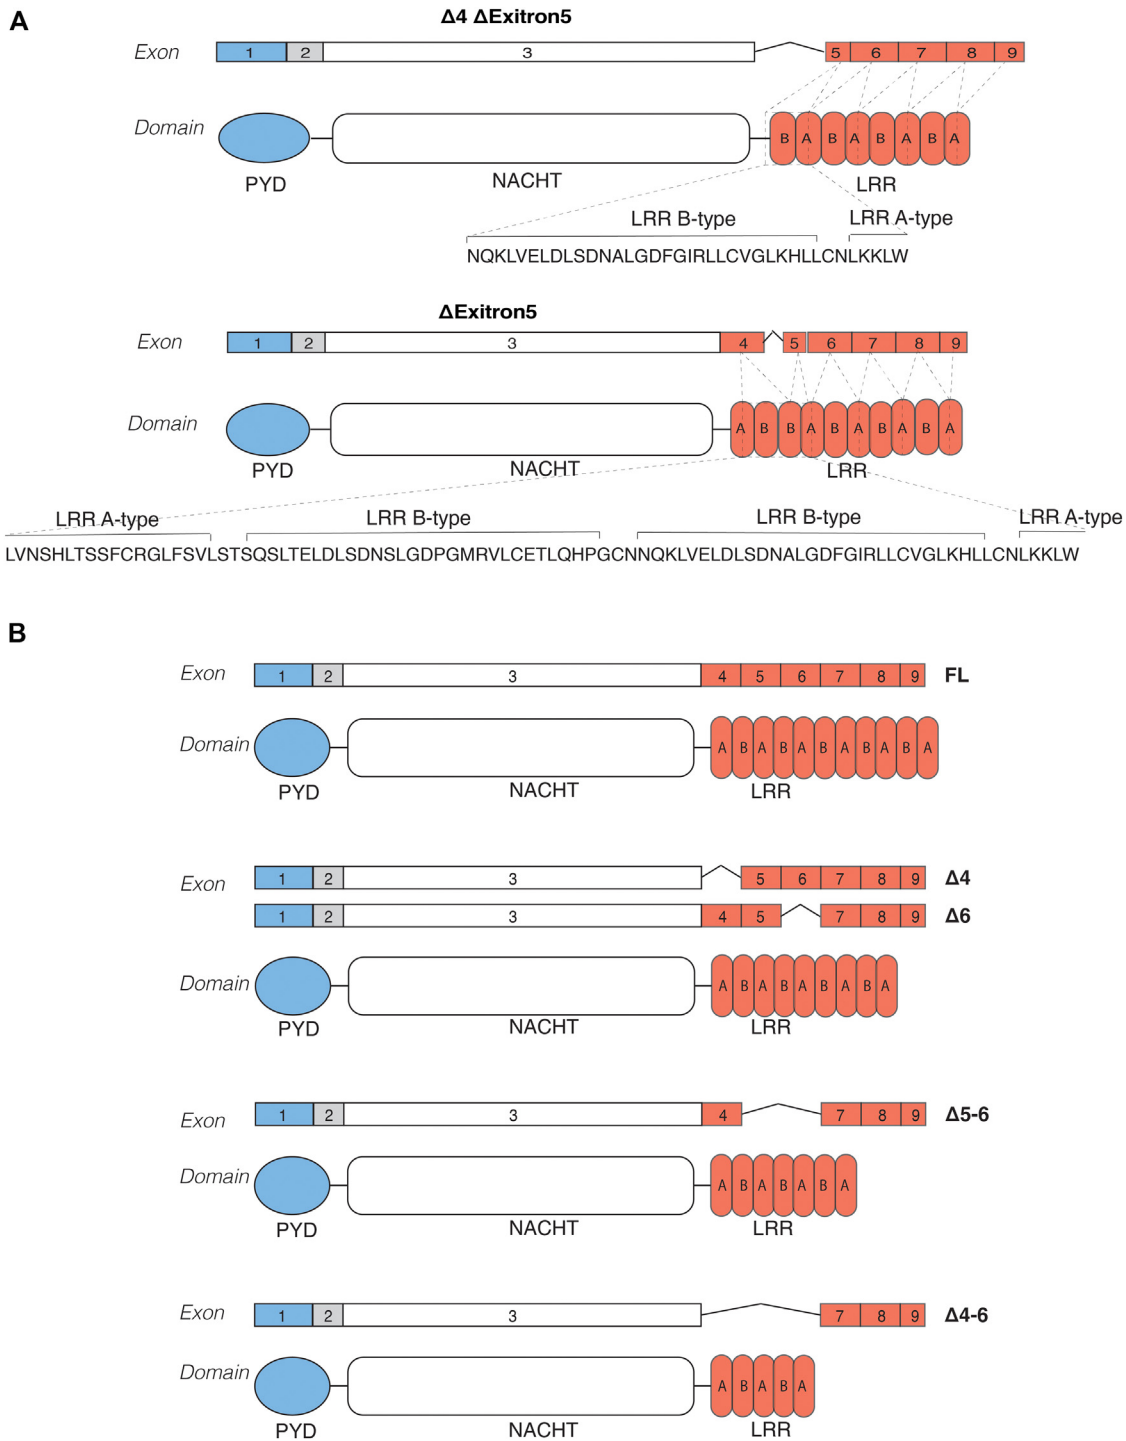 A
Δ4 ΔExitron5
Exon
1 2 3 5 6 7 8 9
Domain
B A B A B A B A
PYD NACHT LRR
LRR B-type LRR A-type
NQKLVELDLSDNALGDFGIRLLCVGLKHLLCNLKKLW
ΔExitron5
Exon
1 2 3 4 5 6 7 8 9
Domain
A B B A B A B A B A
PYD NACHT LRR
LRR A-type LRR B-type LRR B-type LRR A-type
LVNSHLTSSFCRGLFSVLSTSQSLTELDLSDNSLGDPGMRVLCETLQHPGCNNQKLVELDLSDNALGDFGIRLLCVGLKHLLCNLKKLW
B
Exon 1 2 3 4 5 6 7 8 9 FL
Domain
A B A B A B A B A B A
PYD NACHT LRR
Exon 1 2 3 5 6 7 8 9 Δ4
1 2 3 4 5 7 8 9 Δ6
Domain
A B A B A B A B A
PYD NACHT LRR
Exon 1 2 3 4 7 8 9 Δ5-6
Domain
A B A B A B A
PYD NACHT LRR
Exon 1 2 3 7 8 9 Δ4-6
Domain
A B A B A
PYD NACHT LRR